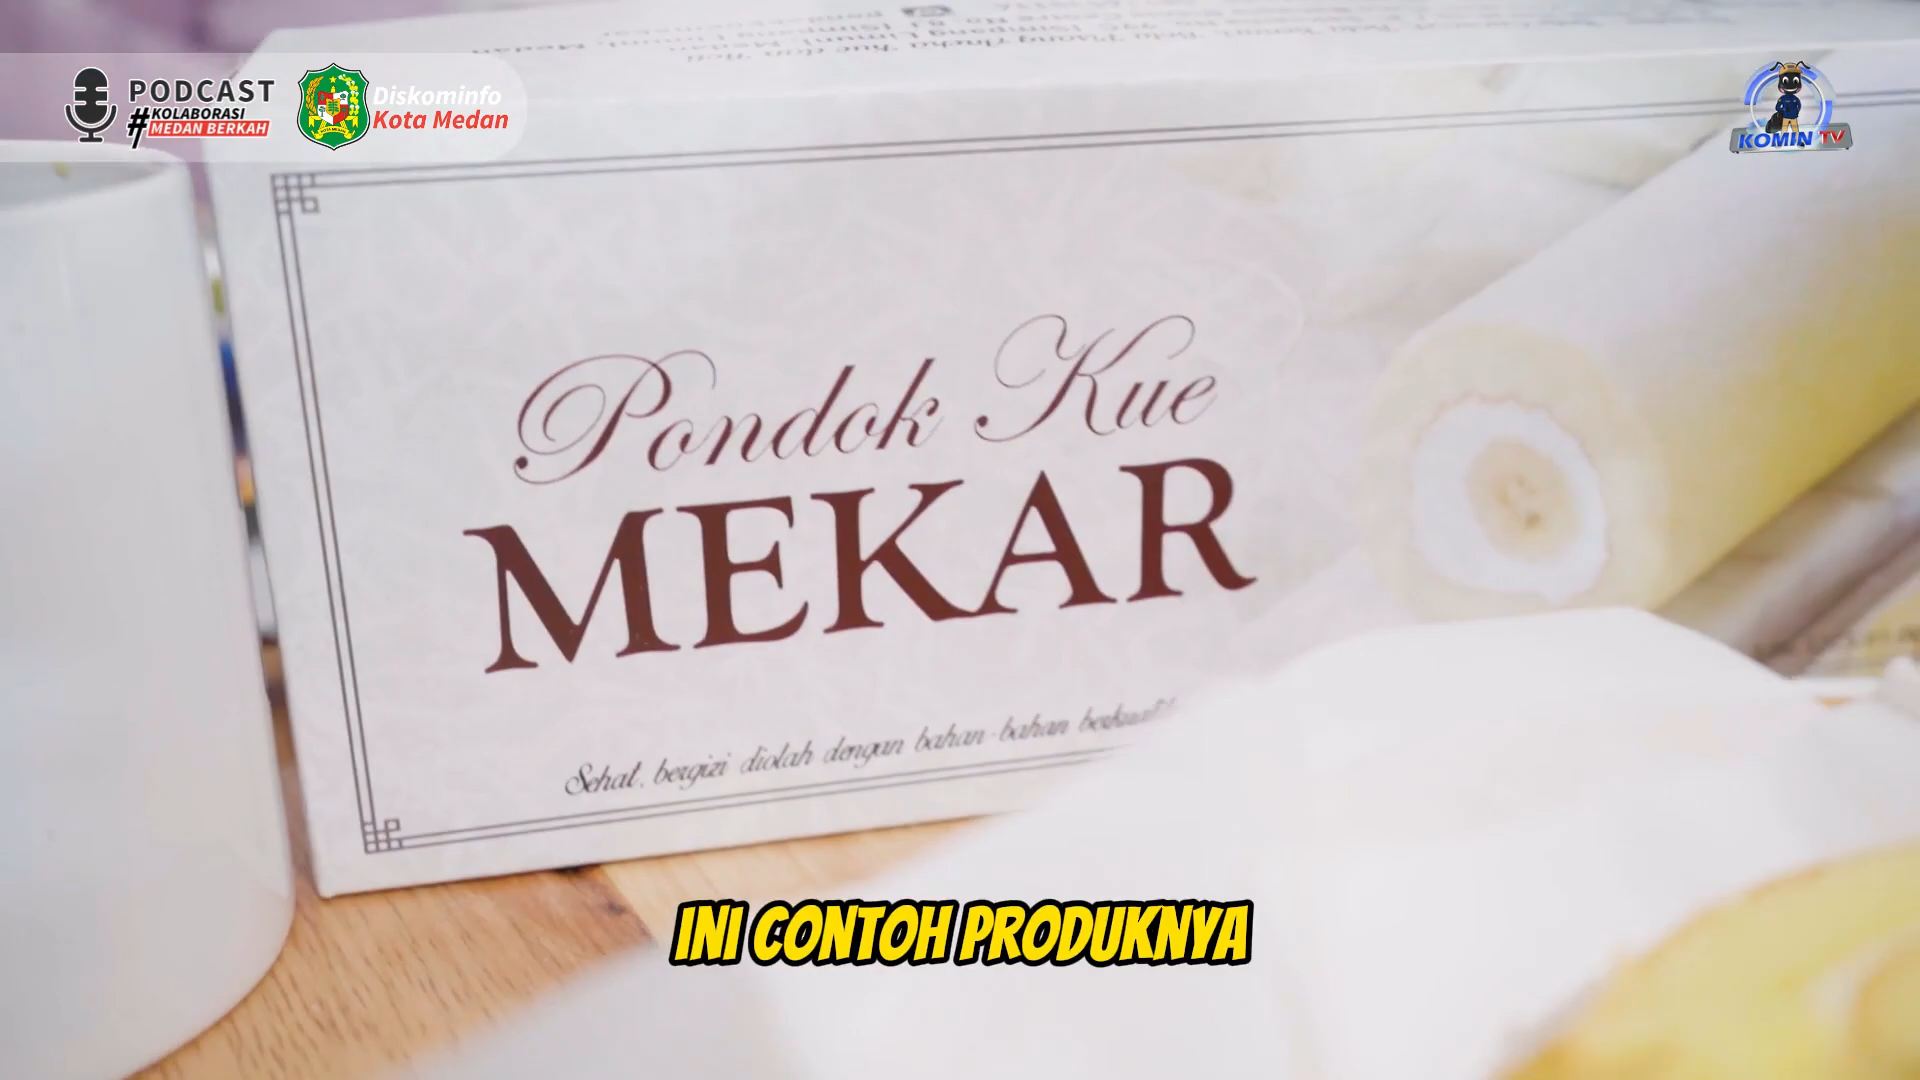 PODCAST
#KOLABORASI
MEDAN BERKAH
Diskominfo
Kota Medan
KOMIN TV
Pondok Kue
MEKAR
Sehat, bergizi diolah dengan bahan-bahan
INI CONTOH PRODUKNYA